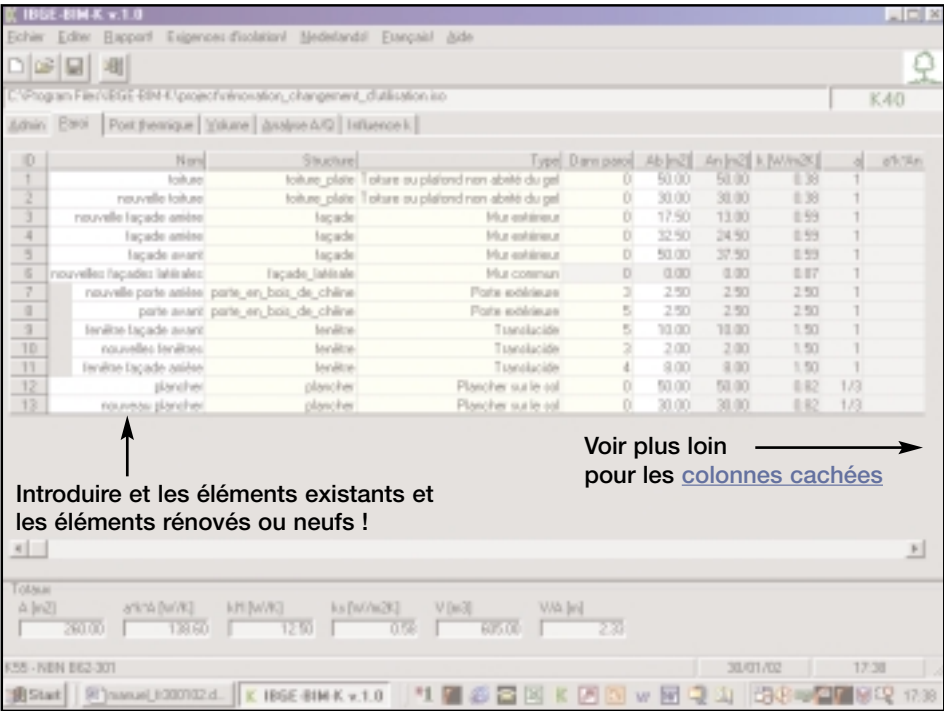 IBGE-BIM-K v.1.0
Fichier Editer Rapport! Exigences d'isolation! Nederlands! Français! Aide
C:\Program Files\IBGE-BIM-K\project\rénovation_changement_d'utilisation.iso K40
Admin Paroi Pont thermique Volume Analyse A/Q Influence k
ID Nom Structure Type Dans paroi Ab [m2] An [m2] k [W/m2K] a a*k*An
1 toiture toiture_plate Toiture ou plafond non abrité du gel 0 50.00 50.00 0.38 1
2 nouvelle toiture toiture_plate Toiture ou plafond non abrité du gel 0 30.00 30.00 0.38 1
3 nouvelle façade arrière façade Mur extérieur 0 17.50 13.00 0.59 1
4 façade arrière façade Mur extérieur 0 32.50 24.50 0.59 1
5 façade avant façade Mur extérieur 0 50.00 37.50 0.59 1
6 nouvelles façades latérales façade_latérale Mur commun 0 0.00 0.00 0.87 1
7 nouvelle porte arrière porte_en_bois_de_chêne Porte extérieure 3 2.50 2.50 2.50 1
8 porte avant porte_en_bois_de_chêne Porte extérieure 5 2.50 2.50 2.50 1
9 fenêtre façade avant fenêtre Translucide 5 10.00 10.00 1.50 1
10 nouvelles fenêtres fenêtre Translucide 3 2.00 2.00 1.50 1
11 fenêtre façade arrière fenêtre Translucide 4 8.00 8.00 1.50 1
12 plancher plancher Plancher sur le sol 0 50.00 50.00 0.82 1/3
13 nouveau plancher plancher Plancher sur le sol 0 30.00 30.00 0.82 1/3
Voir plus loin
pour les colonnes cachées
Introduire et les éléments existants et
les éléments rénovés ou neufs !
Totaux
A [m2] a*k*A [W/K] kl*l [W/K] ks [W/m2K] V [m3] V/A [m]
260.00 138.60 12.50 0.58 605.00 2.33
K55 - NBN B62-301 30/01/02 17:38
Start IBGE-BIM-K v.1.0 17:38